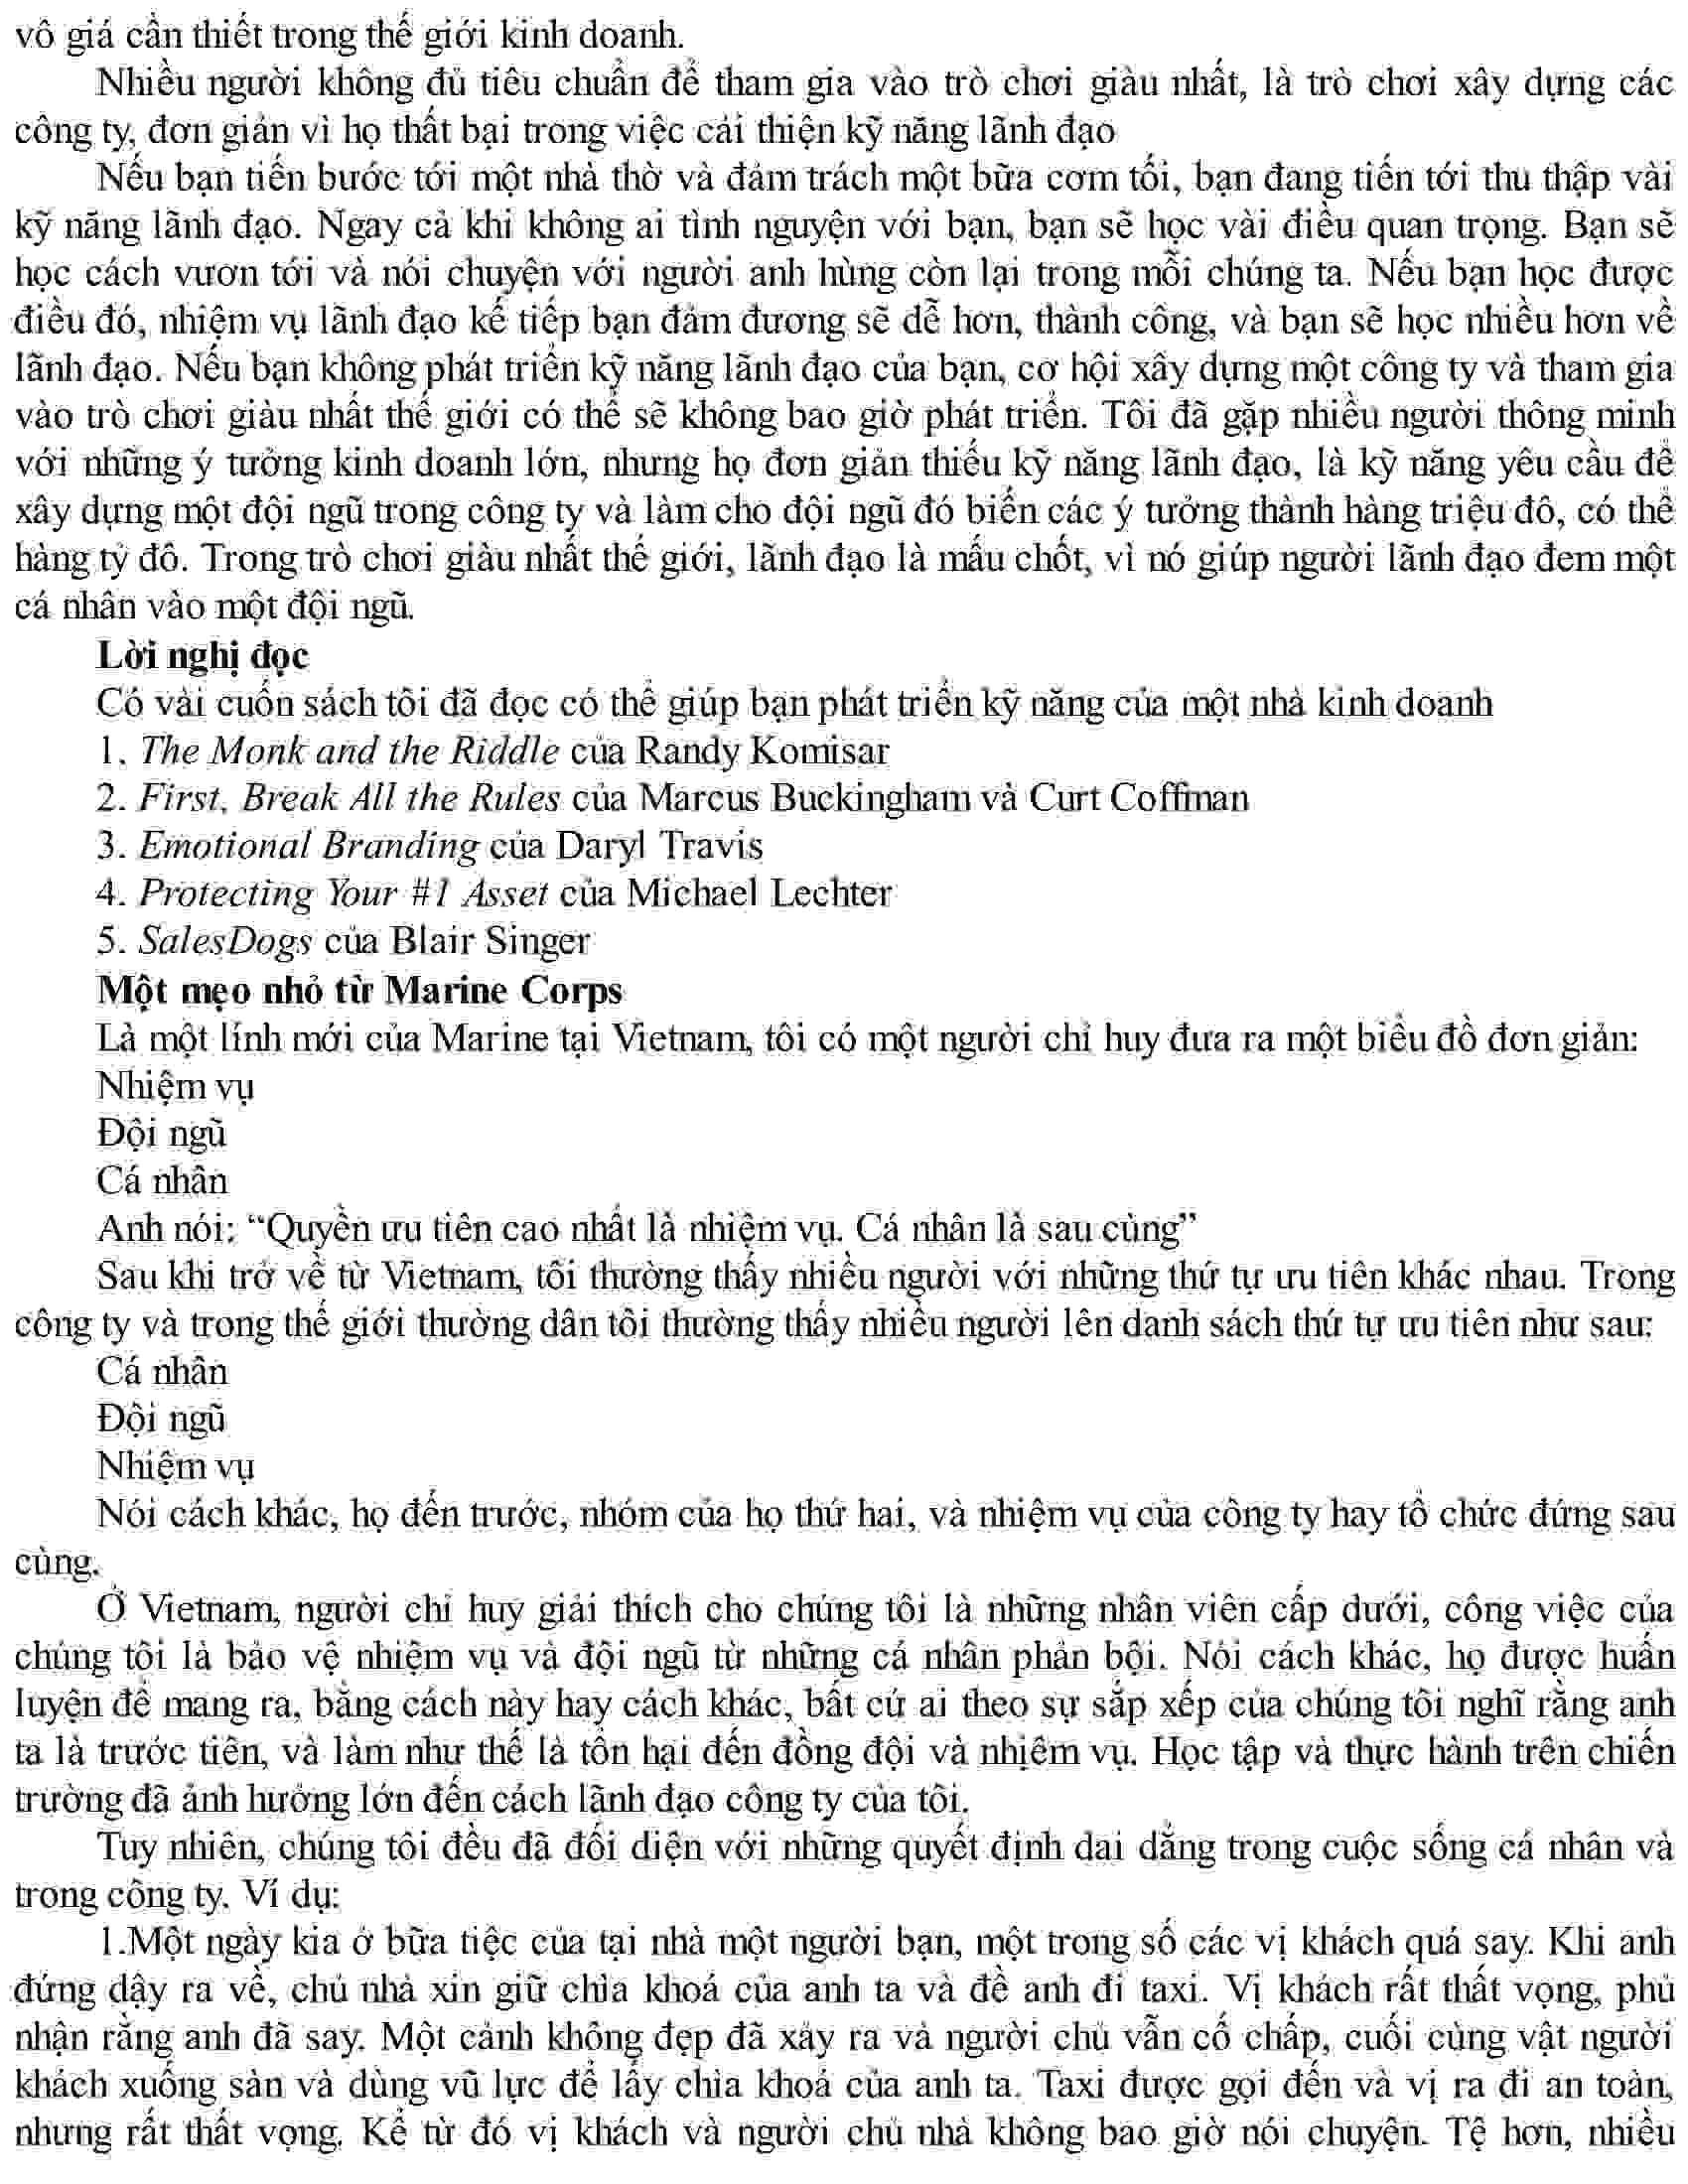 vô giá cần thiết trong thế giới kinh doanh.
Nhiều người không đủ tiêu chuẩn để tham gia vào trò chơi giàu nhất, là trò chơi xây dựng các
công ty, đơn giản vì họ thất bại trong việc cải thiện kỹ năng lãnh đạo
Nếu bạn tiến bước tới một nhà thờ và đảm trách một bữa cơm tối, bạn đang tiến tới thu thập vài
kỹ năng lãnh đạo. Ngay cả khi không ai tình nguyện với bạn, bạn sẽ học vài điều quan trọng. Bạn sẽ
học cách vươn tới và nói chuyện với người anh hùng còn lại trong mỗi chúng ta. Nếu bạn học được
điều đó, nhiệm vụ lãnh đạo kế tiếp bạn đảm đương sẽ dễ hơn, thành công, và bạn sẽ học nhiều hơn về
lãnh đạo. Nếu bạn không phát triển kỹ năng lãnh đạo của bạn, cơ hội xây dựng một công ty và tham gia
vào trò chơi giàu nhất thế giới có thể sẽ không bao giờ phát triển. Tôi đã gặp nhiều người thông minh
với những ý tưởng kinh doanh lớn, nhưng họ đơn giản thiếu kỹ năng lãnh đạo, là kỹ năng yêu cầu để
xây dựng một đội ngũ trong công ty và làm cho đội ngũ đó biến các ý tưởng thành hàng triệu đô, có thể
hàng tỷ đô. Trong trò chơi giàu nhất thế giới, lãnh đạo là mấu chốt, vì nó giúp người lãnh đạo đem một
cá nhân vào một đội ngũ.
Lời nghị đọc
Có vài cuốn sách tôi đã đọc có thể giúp bạn phát triển kỹ năng của một nhà kinh doanh
1. The Monk and the Riddle của Randy Komisar
2. First, Break All the Rules của Marcus Buckingham và Curt Coffman
3. Emotional Branding của Daryl Travis
4. Protecting Your #1 Asset của Michael Lechter
5. SalesDogs của Blair Singer
Một mẹo nhỏ từ Marine Corps
Là một lính mới của Marine tại Vietnam, tôi có một người chỉ huy đưa ra một biểu đồ đơn giản:
Nhiệm vụ
Đội ngũ
Cá nhân
Anh nói: “Quyền ưu tiên cao nhất là nhiệm vụ. Cá nhân là sau cùng”
Sau khi trở về từ Vietnam, tôi thường thấy nhiều người với những thứ tự ưu tiên khác nhau. Trong
công ty và trong thế giới thường dân tôi thường thấy nhiều người lên danh sách thứ tự ưu tiên như sau:
Cá nhân
Đội ngũ
Nhiệm vụ
Nói cách khác, họ đến trước, nhóm của họ thứ hai, và nhiệm vụ của công ty hay tổ chức đứng sau
cùng.
Ở Vietnam, người chỉ huy giải thích cho chúng tôi là những nhân viên cấp dưới, công việc của
chúng tôi là bảo vệ nhiệm vụ và đội ngũ từ những cá nhân phản bội. Nói cách khác, họ được huấn
luyện để mang ra, bằng cách này hay cách khác, bất cứ ai theo sự sắp xếp của chúng tôi nghĩ rằng anh
ta là trước tiên, và làm như thế là tổn hại đến đồng đội và nhiệm vụ. Học tập và thực hành trên chiến
trường đã ảnh hưởng lớn đến cách lãnh đạo công ty của tôi.
Tuy nhiên, chúng tôi đều đã đối diện với những quyết định dai dẳng trong cuộc sống cá nhân và
trong công ty. Ví dụ:
1.Một ngày kia ở bữa tiệc của tại nhà một người bạn, một trong số các vị khách quá say. Khi anh
đứng dậy ra về, chủ nhà xin giữ chìa khoá của anh ta và đề anh đi taxi. Vị khách rất thất vọng, phủ
nhận rằng anh đã say. Một cảnh không đẹp đã xảy ra và người chủ vẫn cố chấp, cuối cùng vật người
khách xuống sàn và dùng vũ lực để lấy chìa khoá của anh ta. Taxi được gọi đến và vị ra đi an toàn,
nhưng rất thất vọng. Kể từ đó vị khách và người chủ nhà không bao giờ nói chuyện. Tệ hơn, nhiều